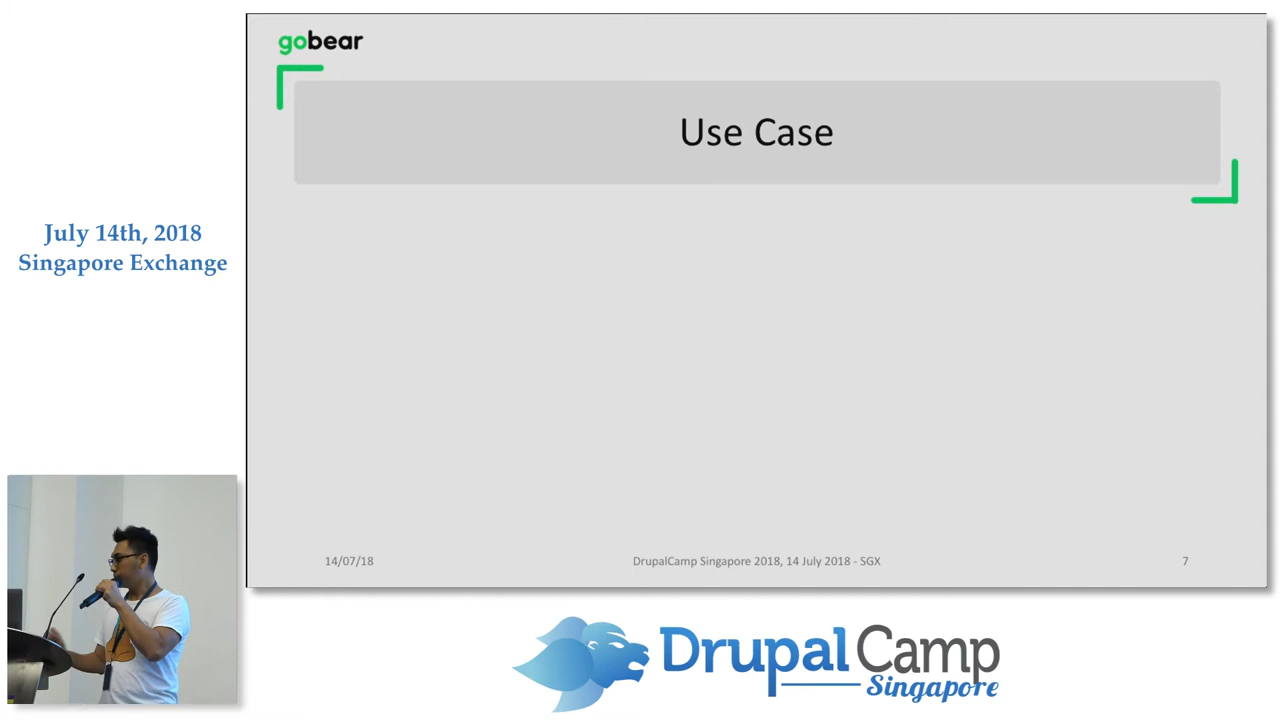 gobear
Use Case
July 14th, 2018
Singapore Exchange
14/07/18
DrupalCamp Singapore 2018, 14 July 2018 - SGX
7
DrupalCamp
Singapore